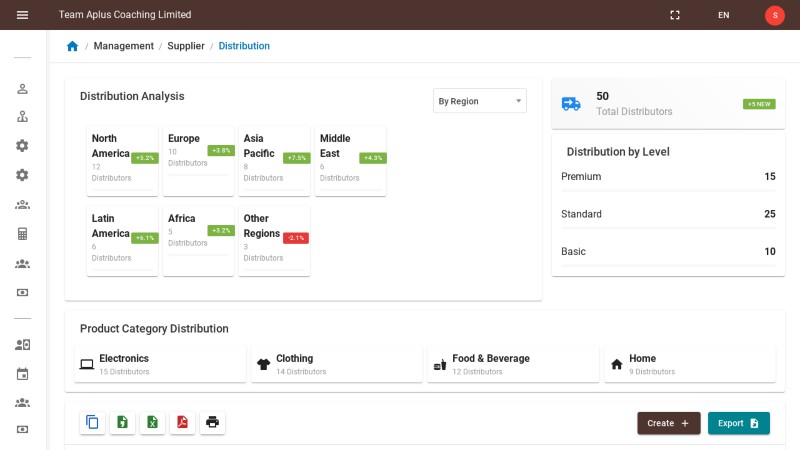 Team Aplus Coaching Limited
EN
S
/ Management / Supplier / Distribution
Distribution Analysis
By Region
North America
12 Distributors
+5.2%
Europe
10 Distributors
+3.8%
Asia Pacific
8 Distributors
+7.5%
Middle East
6 Distributors
+4.3%
Latin America
6 Distributors
+6.1%
Africa
5 Distributors
+3.2%
Other Regions
3 Distributors
-2.1%
50
Total Distributors
+5 NEW
Distribution by Level
Premium 15
Standard 25
Basic 10
Product Category Distribution
Electronics
15 Distributors
Clothing
14 Distributors
Food & Beverage
12 Distributors
Home
9 Distributors
Create
Export